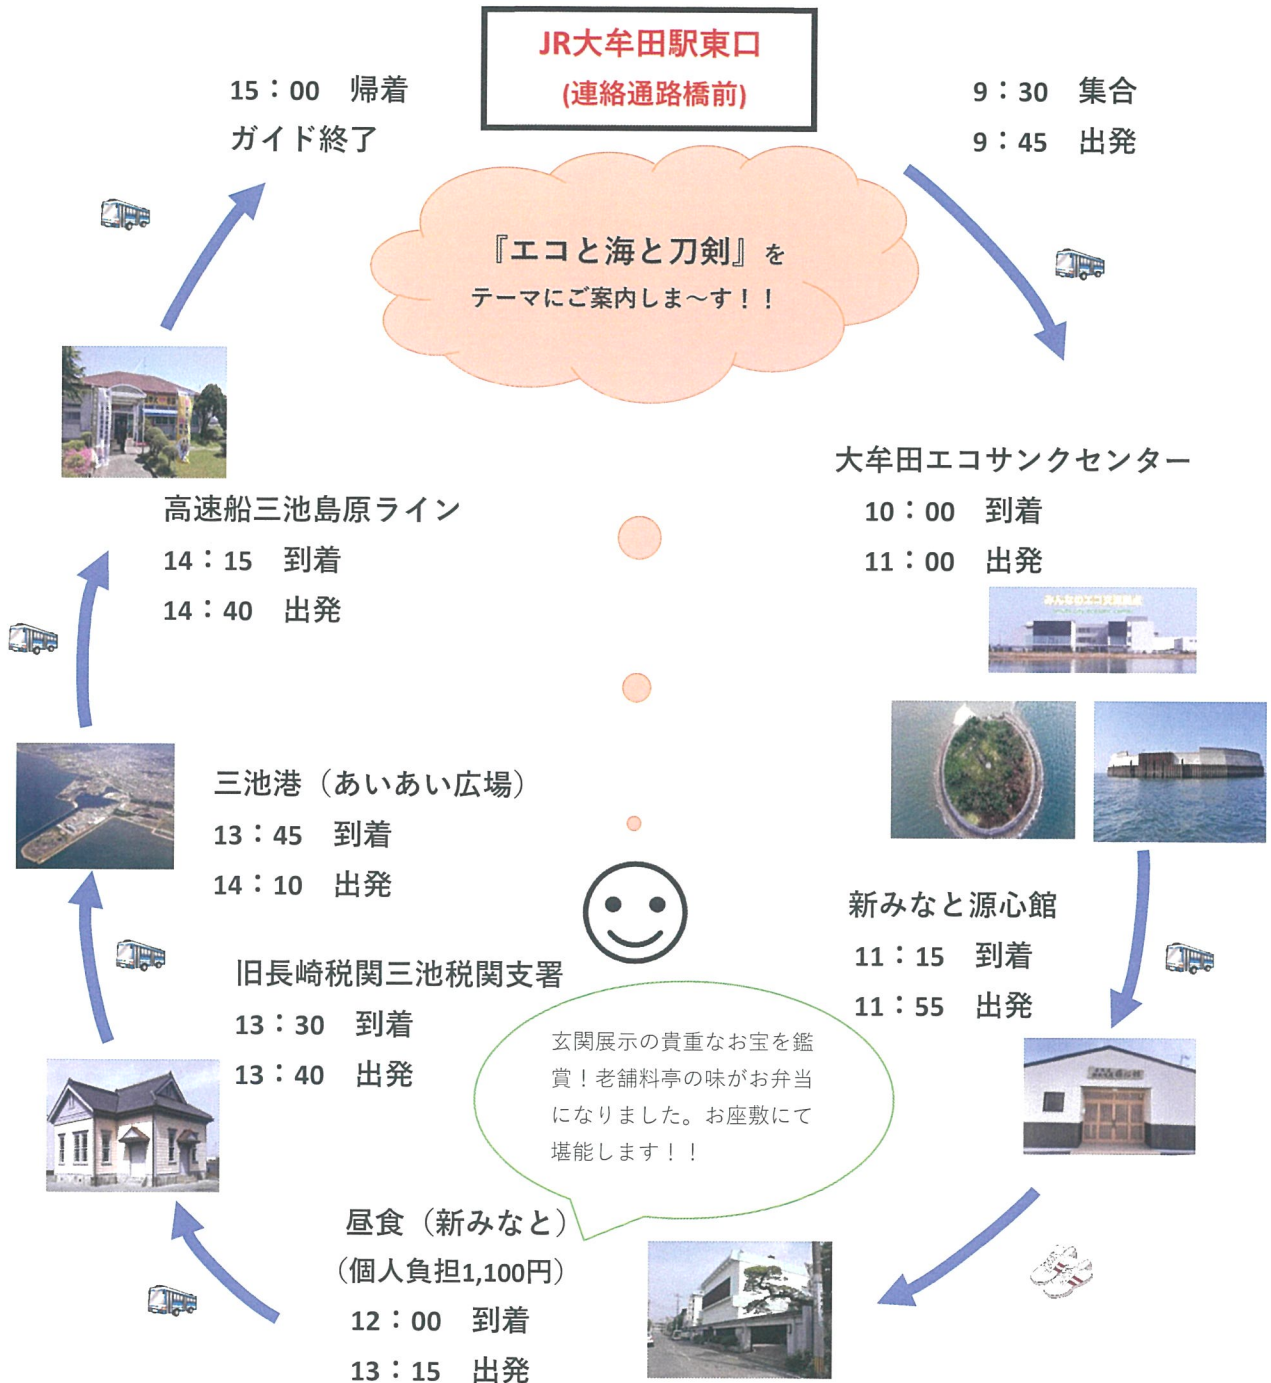 JR大牟田駅東口
(連絡通路橋前)
9：30　集合
9：45　出発
『エコと海と刀剣』を
テーマにご案内しま～す！！
大牟田エコサンクセンター
10：00　到着
11：00　出発
新みなと源心館
11：15　到着
11：55　出発
玄関展示の貴重なお宝を鑑
賞！老舗料亭の味がお弁当
になりました。お座敷にて
堪能します！！
昼食（新みなと）
（個人負担1,100円）
12：00　到着
13：15　出発
旧長崎税関三池税関支署
13：30　到着
13：40　出発
三池港（あいあい広場）
13：45　到着
14：10　出発
高速船三池島原ライン
14：15　到着
14：40　出発
15：00　帰着
ガイド終了